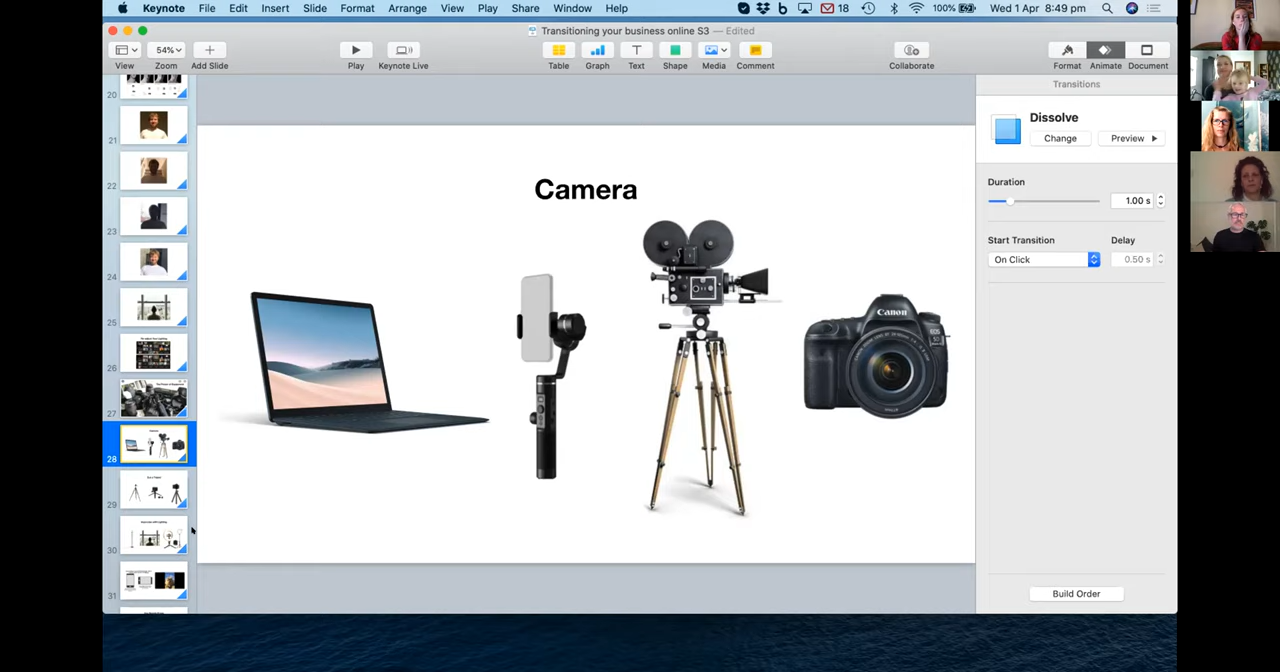 Keynote File Edit Insert Slide Format Arrange View Play Share Window Help 18 100% Wed 1 Apr 8:49 pm
Transitioning your business online S3 — Edited
54%
View Zoom Add Slide Play Keynote Live Table Graph Text Shape Media Comment Collaborate Format Animate Document
Transitions
Dissolve
Change Preview
Duration
1.00 s
Start Transition Delay
On Click 0.50 s
Build Order
20
21
22
23
24
25
26
27
28
29
30
31
Camera
Canon
EOS